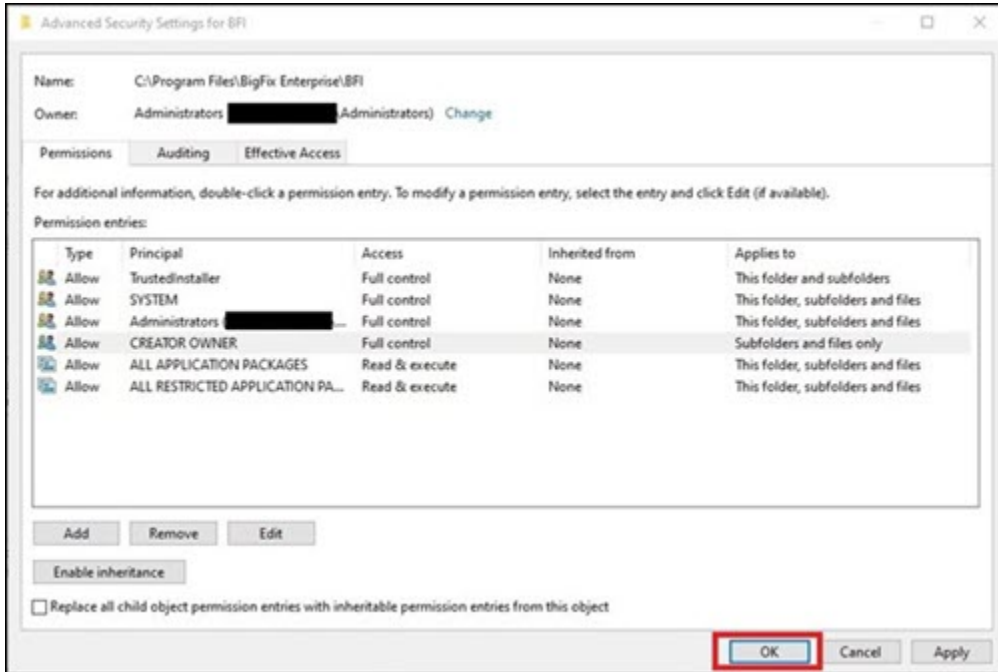 Advanced Security Settings for BFI
Name: C:\Program Files\BigFix Enterprise\BFI
Owner: Administrators \Administrators) Change
Permissions Auditing Effective Access
For additional information, double-click a permission entry. To modify a permission entry, select the entry and click Edit (if available).
Permission entries:
Type Principal Access Inherited from Applies to
Allow TrustedInstaller Full control None This folder and subfolders
Allow SYSTEM Full control None This folder, subfolders and files
Allow Administrators (... Full control None This folder, subfolders and files
Allow CREATOR OWNER Full control None Subfolders and files only
Allow ALL APPLICATION PACKAGES Read & execute None This folder, subfolders and files
Allow ALL RESTRICTED APPLICATION PA... Read & execute None This folder, subfolders and files
Add Remove Edit
Enable inheritance
Replace all child object permission entries with inheritable permission entries from this object
OK Cancel Apply